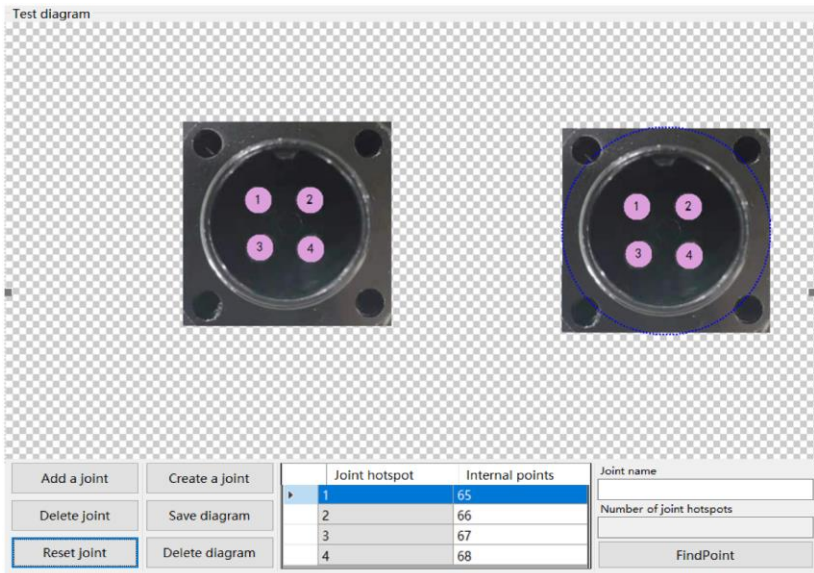 Test diagram
1 2
3 4
1 2
3 4
Add a joint Create a joint
Delete joint Save diagram
Reset joint Delete diagram
Joint hotspot Internal points
1 65
2 66
3 67
4 68
Joint name
Number of joint hotspots
FindPoint